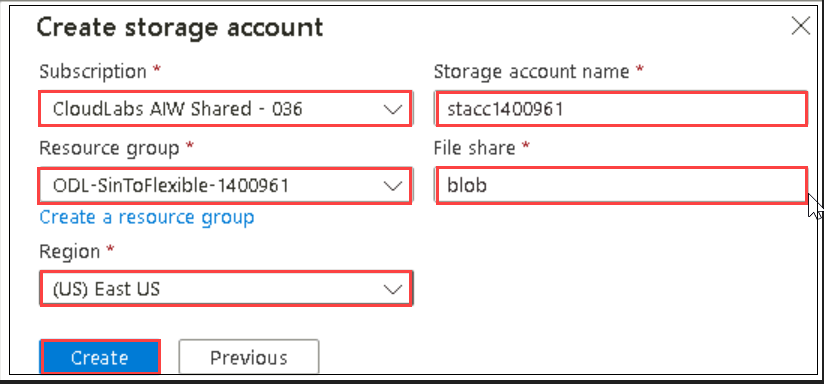 Create storage account
Subscription *
CloudLabs AIW Shared - 036
Storage account name *
stacc1400961
Resource group *
ODL-SinToFlexible-1400961
Create a resource group
File share *
blob
Region *
(US) East US
Create
Previous